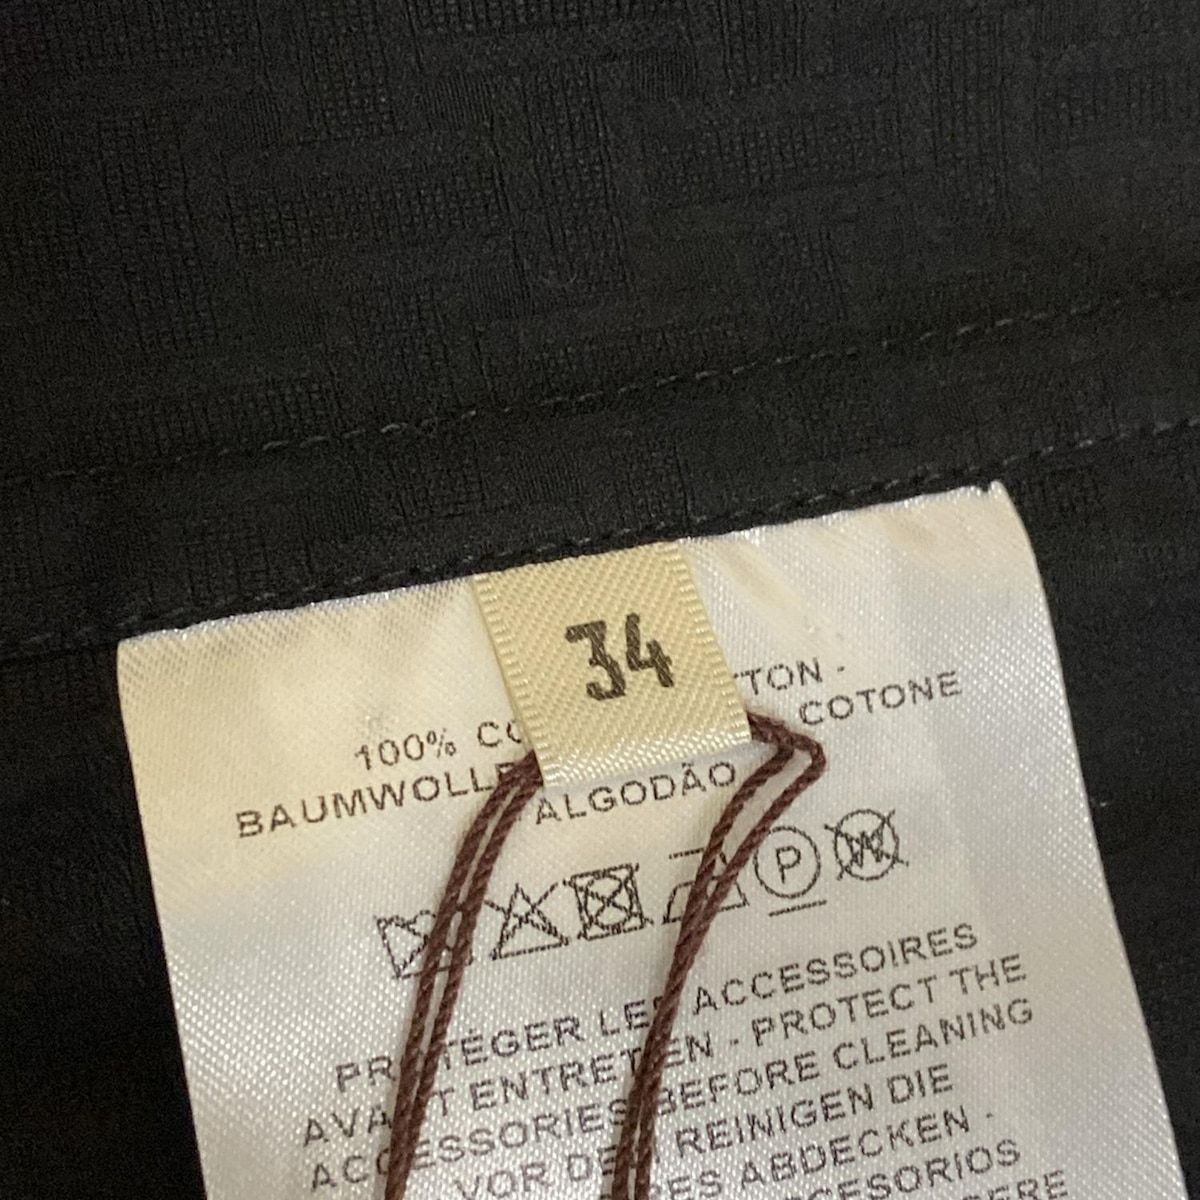 34
100% CO TTON -
BAUMWOLLE COTONE
ALGODÃO
P W
PROTÉGER LES ACCESSOIRES
AVANT ENTRETIEN - PROTECT THE
ACCESSORIES BEFORE CLEANING
VOR DEM REINIGEN DIE
ABDECKEN -